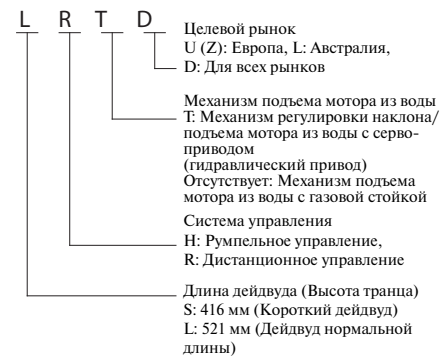 L R T D
Целевой рынок
U (Z): Европа, L: Австралия,
D: Для всех рынков
Механизм подъема мотора из воды
T: Механизм регулировки наклона/
подъема мотора из воды с серво-
приводом
(гидравлический привод)
Отсутствует: Механизм подъема
мотора из воды с газовой стойкой
Система управления
H: Румпельное управление,
R: Дистанционное управление
Длина дейдвуда (Высота транца)
S: 416 мм (Короткий дейдвуд)
L: 521 мм (Дейдвуд нормальной
длины)